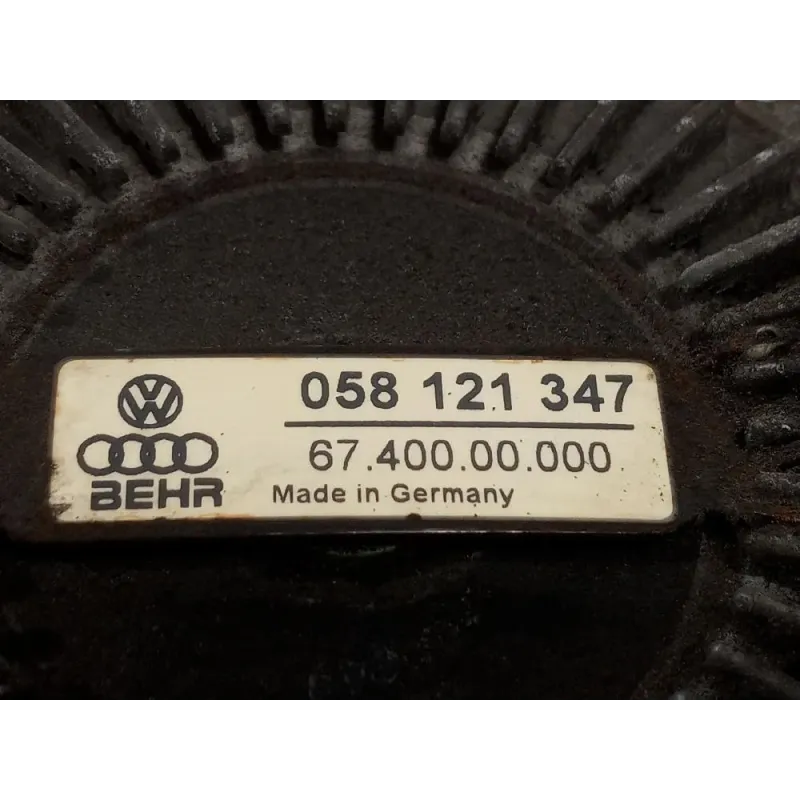 058 121 347
67.400.00.000
BEHR Made in Germany